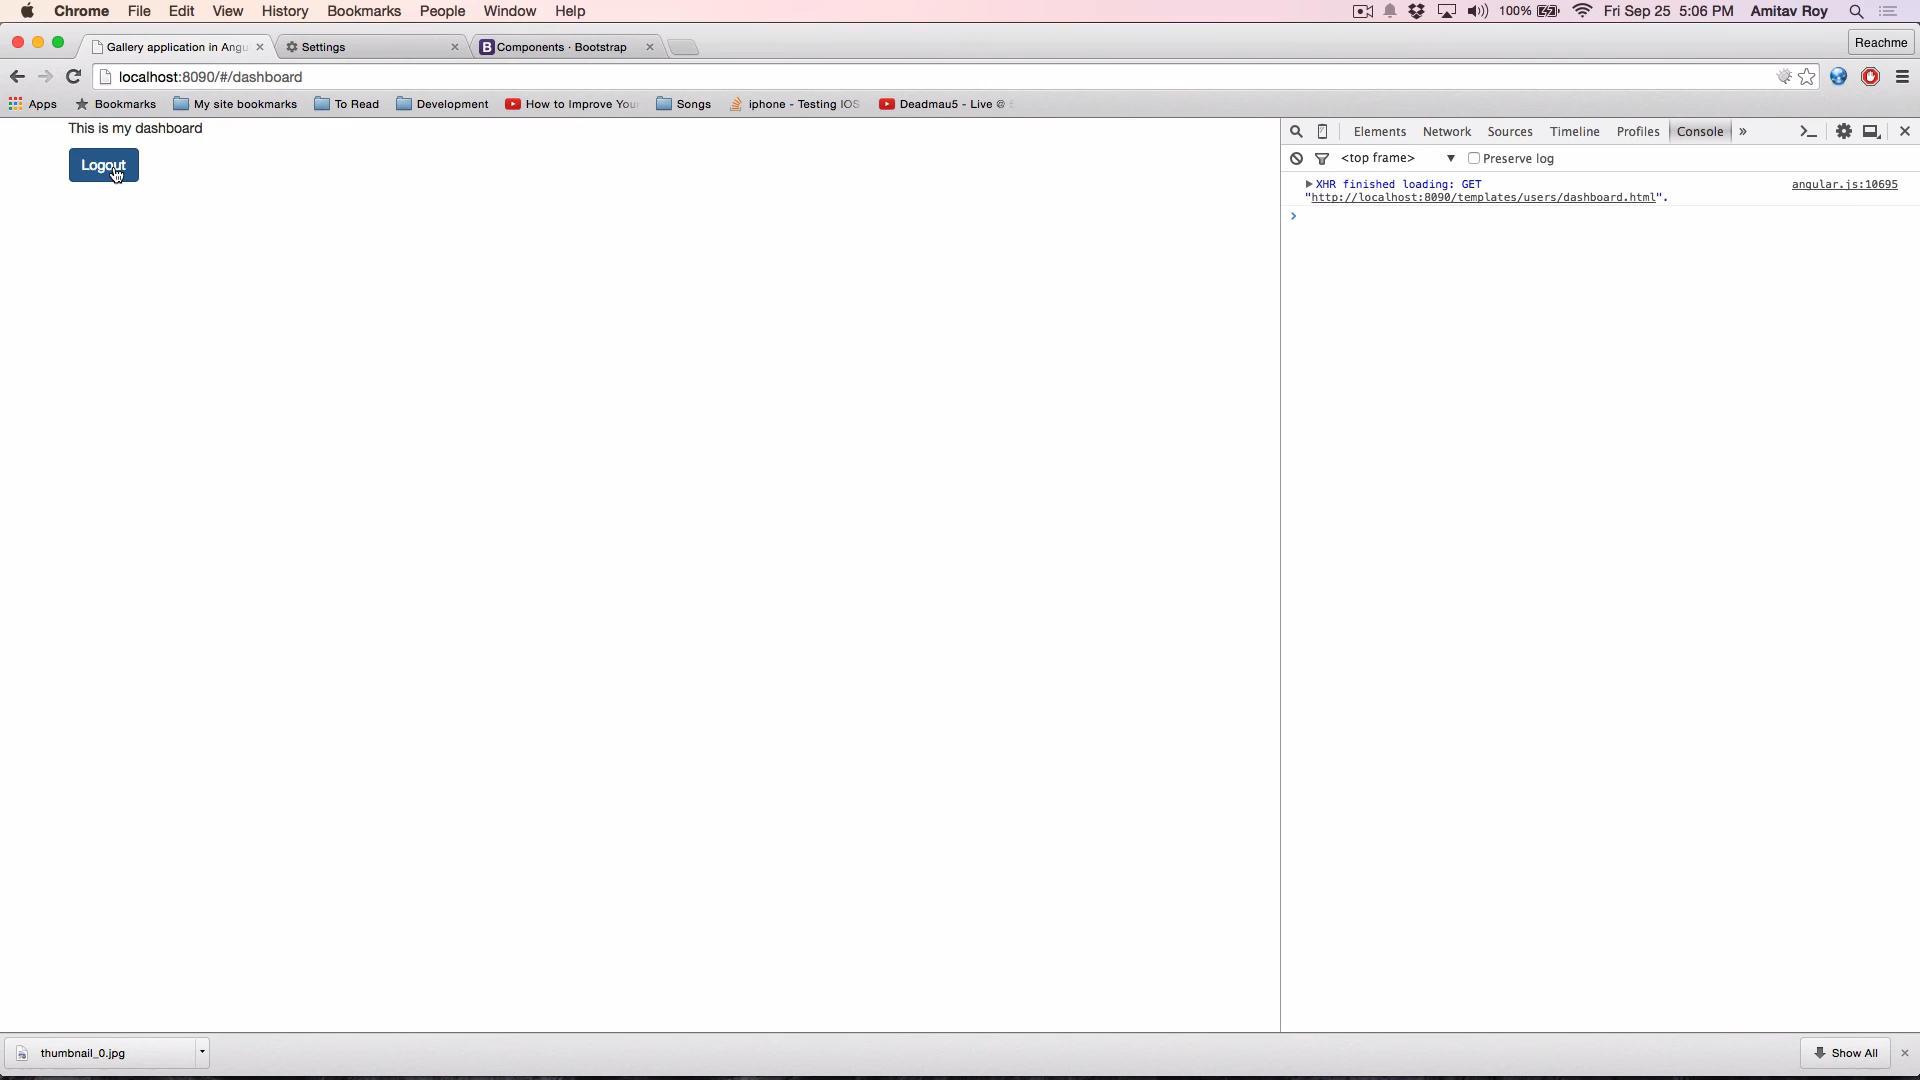 Chrome File Edit View History Bookmarks People Window Help 100% Fri Sep 25 5:06 PM Amitav Roy
Gallery application in Angu Settings Components · Bootstrap Reachme
localhost:8090/#/dashboard
Apps Bookmarks My site bookmarks To Read Development How to Improve You Songs iphone - Testing IOS Deadmau5 - Live @
This is my dashboard
Logout
Elements Network Sources Timeline Profiles Console »
<top frame> Preserve log
XHR finished loading: GET angular.js:10695
"http://localhost:8090/templates/users/dashboard.html".
thumbnail_0.jpg Show All